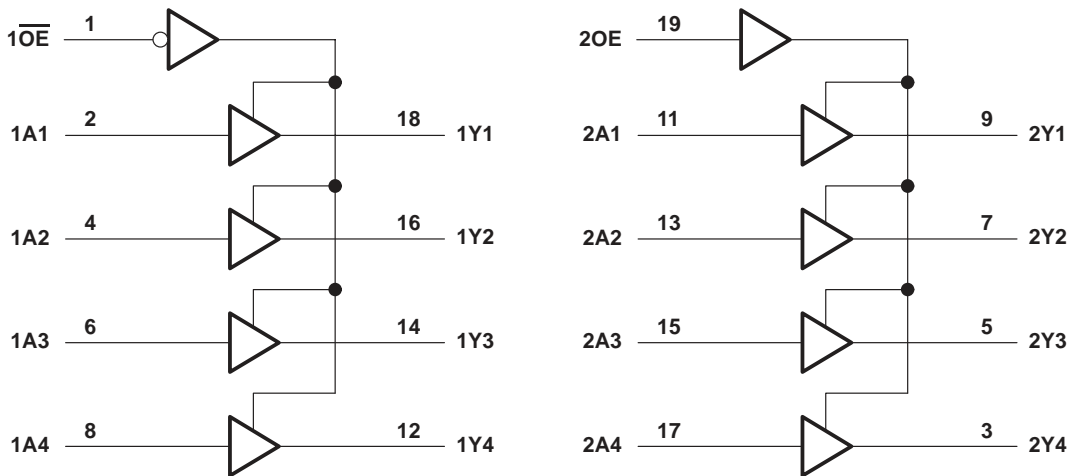 1O̅E̅ 1
1A1 2 18 1Y1
1A2 4 16 1Y2
1A3 6 14 1Y3
1A4 8 12 1Y4
2OE 19
2A1 11 9 2Y1
2A2 13 7 2Y2
2A3 15 5 2Y3
2A4 17 3 2Y4